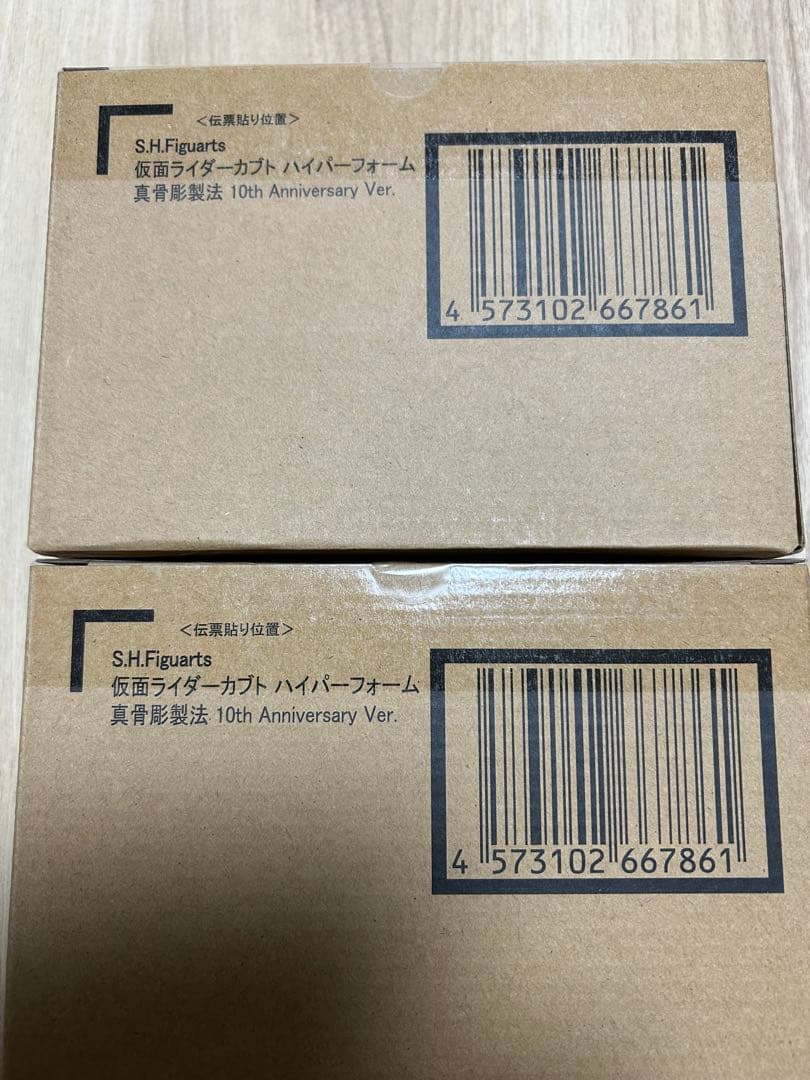 <伝票貼り位置>
S.H.Figuarts
仮面ライダーカブト ハイパーフォーム
真骨彫製法 10th Anniversary Ver.
4 573102 667861
<伝票貼り位置>
S.H.Figuarts
仮面ライダーカブト ハイパーフォーム
真骨彫製法 10th Anniversary Ver.
4 573102 667861